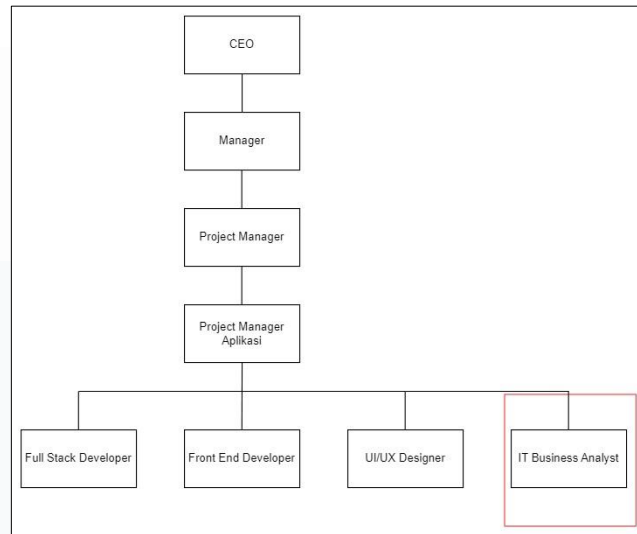 CEO
Manager
Project Manager
Project Manager
Aplikasi
Full Stack Developer
Front End Developer
UI/UX Designer
IT Business Analyst